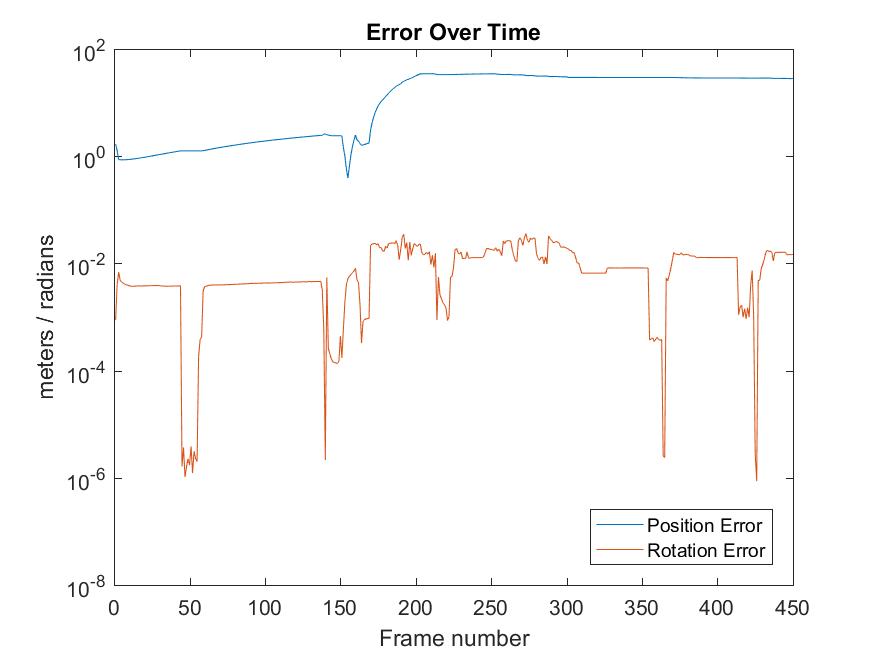 Error Over Time
10^2
10^0
10^-2
10^-4
10^-6
10^-8
meters / radians
0 50 100 150 200 250 300 350 400 450
Frame number
Position Error
Rotation Error